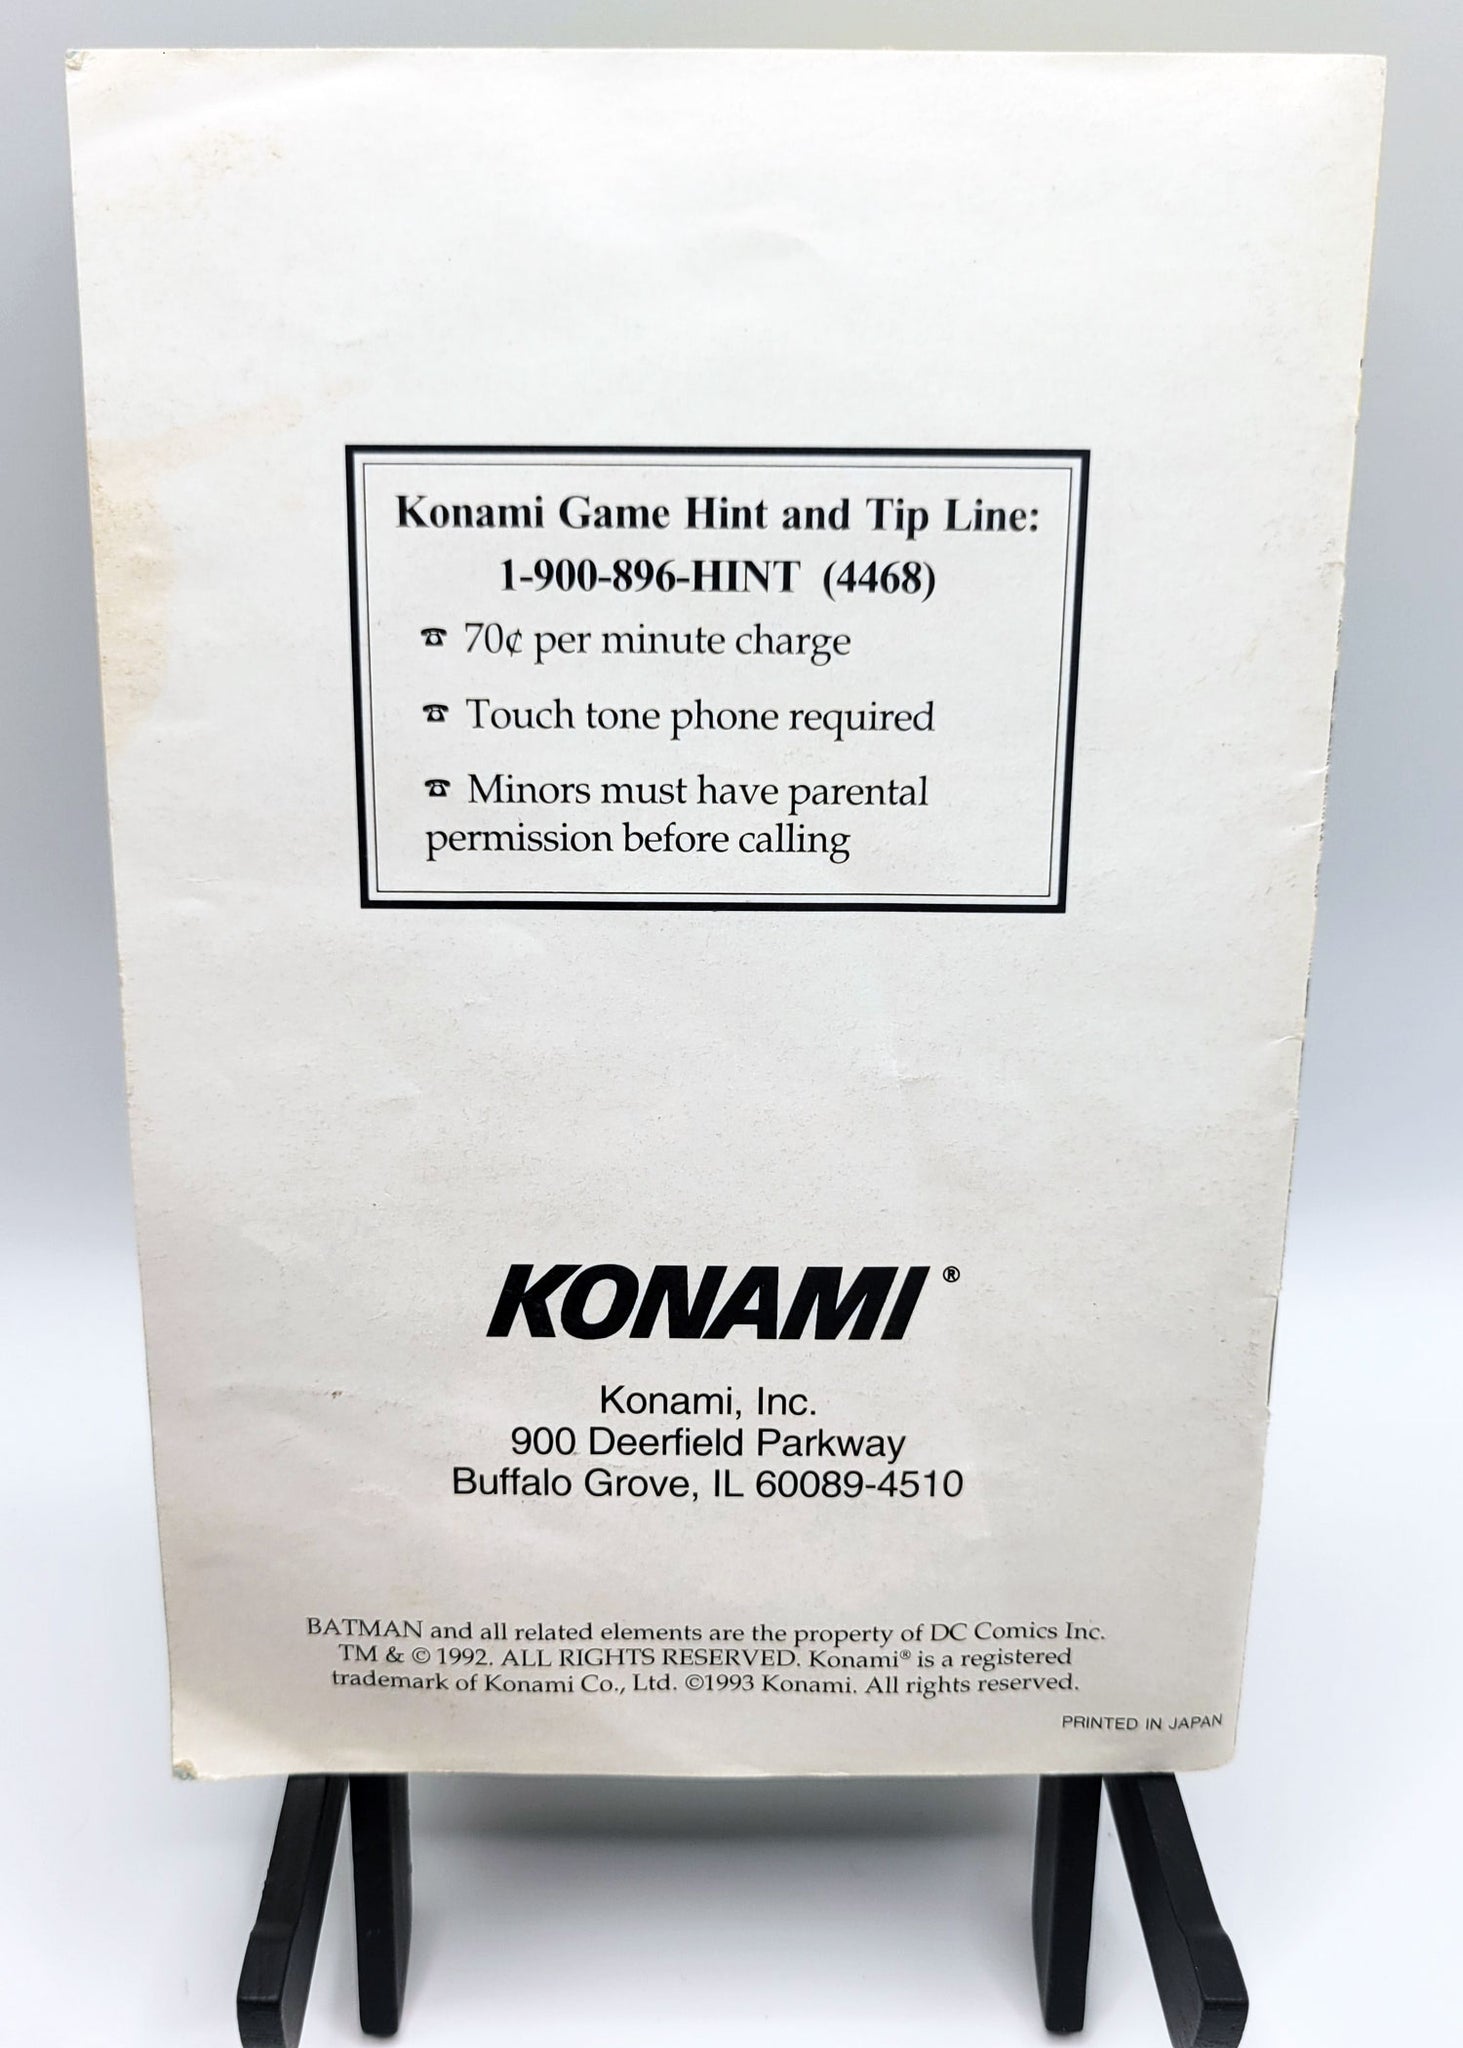 Konami Game Hint and Tip Line:
1-900-896-HINT (4468)
☎ 70¢ per minute charge
☎ Touch tone phone required
☎ Minors must have parental
permission before calling
KONAMI®
Konami, Inc.
900 Deerfield Parkway
Buffalo Grove, IL 60089-4510
BATMAN and all related elements are the property of DC Comics Inc.
TM & © 1992. ALL RIGHTS RESERVED. Konami® is a registered
trademark of Konami Co., Ltd. ©1993 Konami. All rights reserved.
PRINTED IN JAPAN